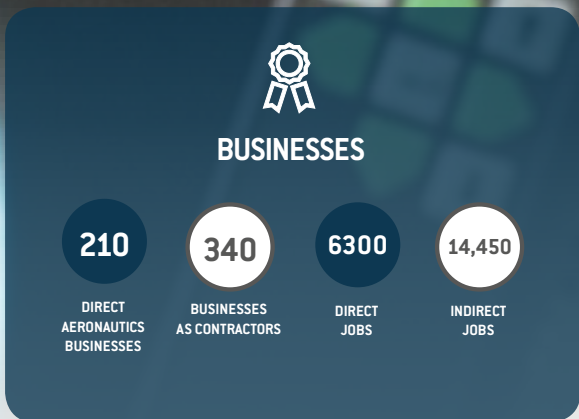 BUSINESSES
210
DIRECT
AERONAUTICS
BUSINESSES
340
BUSINESSES
AS CONTRACTORS
6300
DIRECT
JOBS
14,450
INDIRECT
JOBS